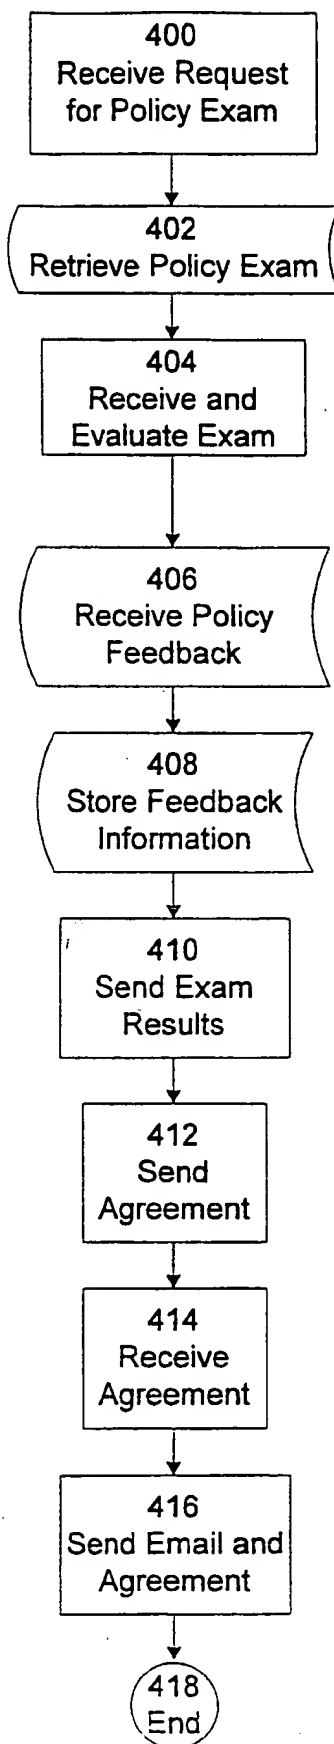 400
Receive Request
for Policy Exam
402
Retrieve Policy Exam
404
Receive and
Evaluate Exam
406
Receive Policy
Feedback
408
Store Feedback
Information
410
Send Exam
Results
412
Send
Agreement
414
Receive
Agreement
416
Send Email and
Agreement
418
End